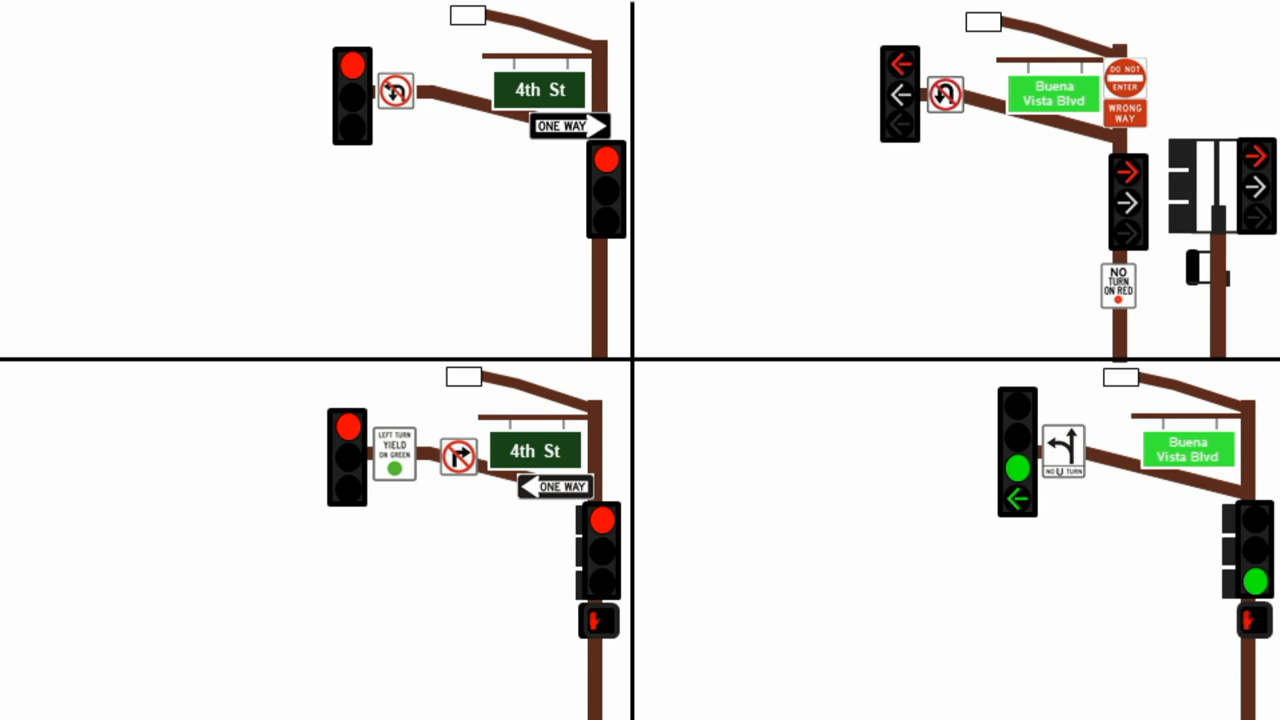 4th St
ONE WAY
Buena
Vista Blvd
DO NOT
ENTER
WRONG
WAY
NO
TURN
ON RED
LEFT TURN
YIELD
ON GREEN
4th St
ONE WAY
NO U TURN
Buena
Vista Blvd